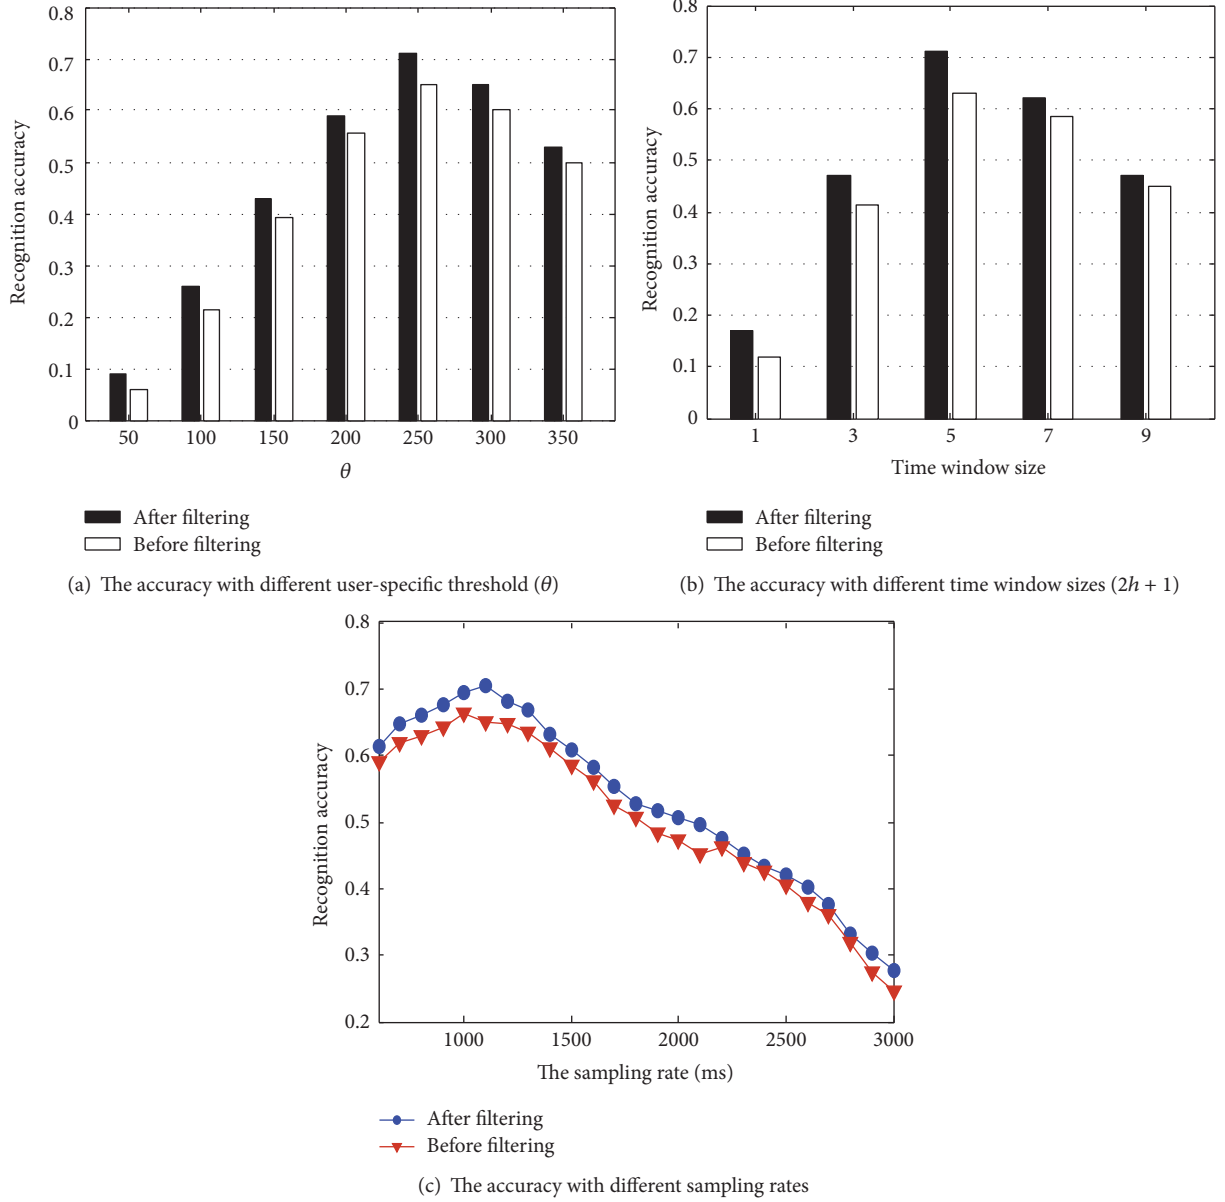 0.8
0.7
0.6
0.5
0.4
0.3
0.2
0.1
0
Recognition accuracy
50 100 150 200 250 300 350
θ
After filtering
Before filtering
(a) The accuracy with different user-specific threshold (θ)
0.8
0.7
0.6
0.5
0.4
0.3
0.2
0.1
0
Recognition accuracy
1 3 5 7 9
Time window size
After filtering
Before filtering
(b) The accuracy with different time window sizes (2h + 1)
0.8
0.7
0.6
0.5
0.4
0.3
0.2
Recognition accuracy
1000 1500 2000 2500 3000
The sampling rate (ms)
After filtering
Before filtering
(c) The accuracy with different sampling rates